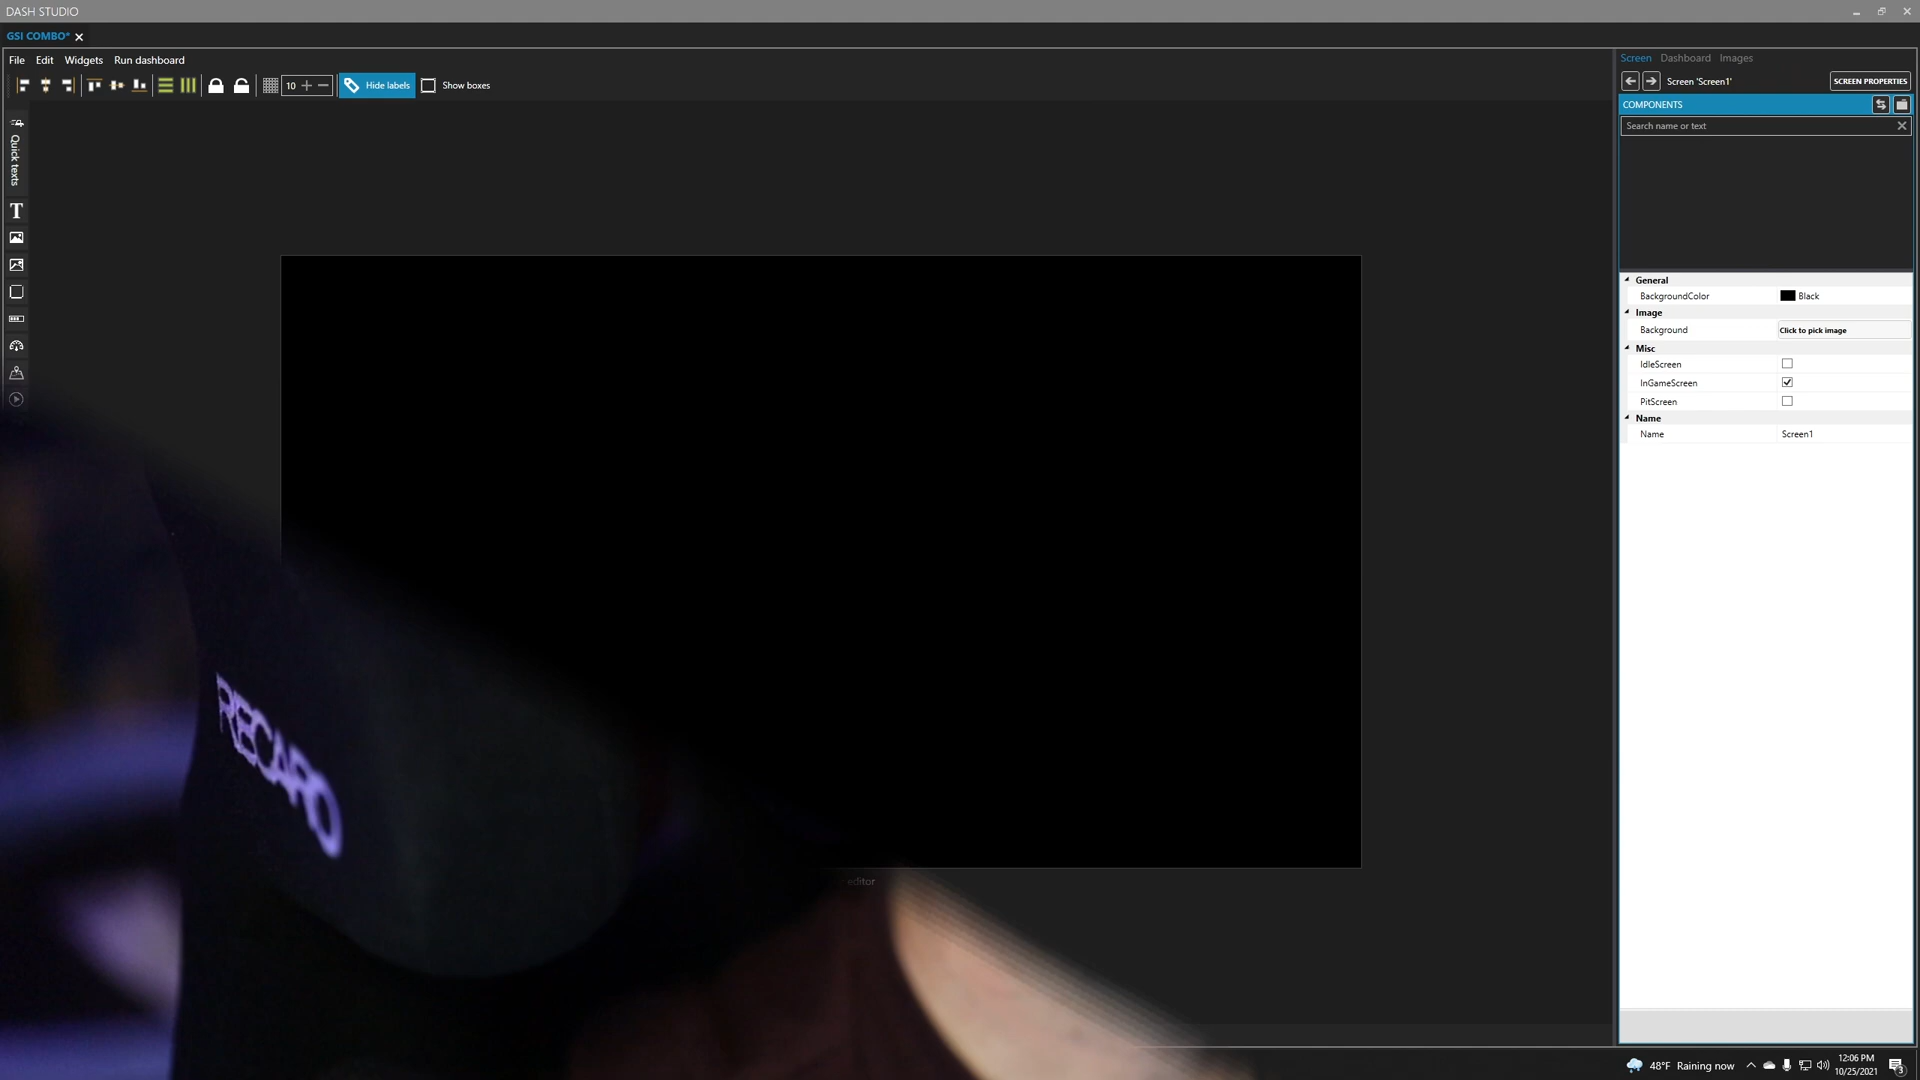 DASH STUDIO
GSI COMBO*
File Edit Widgets Run dashboard
10
Hide labels
Show boxes
Quick texts
T
Screen Dashboard Images
Screen 'Screen1'
SCREEN PROPERTIES
COMPONENTS
Search name or text
General
BackgroundColor Black
Image
Background Click to pick image
Misc
IdleScreen
InGameScreen
PitScreen
Name
Name Screen1
RECARO
editor
48°F Raining now
12:06 PM
10/25/2021
3